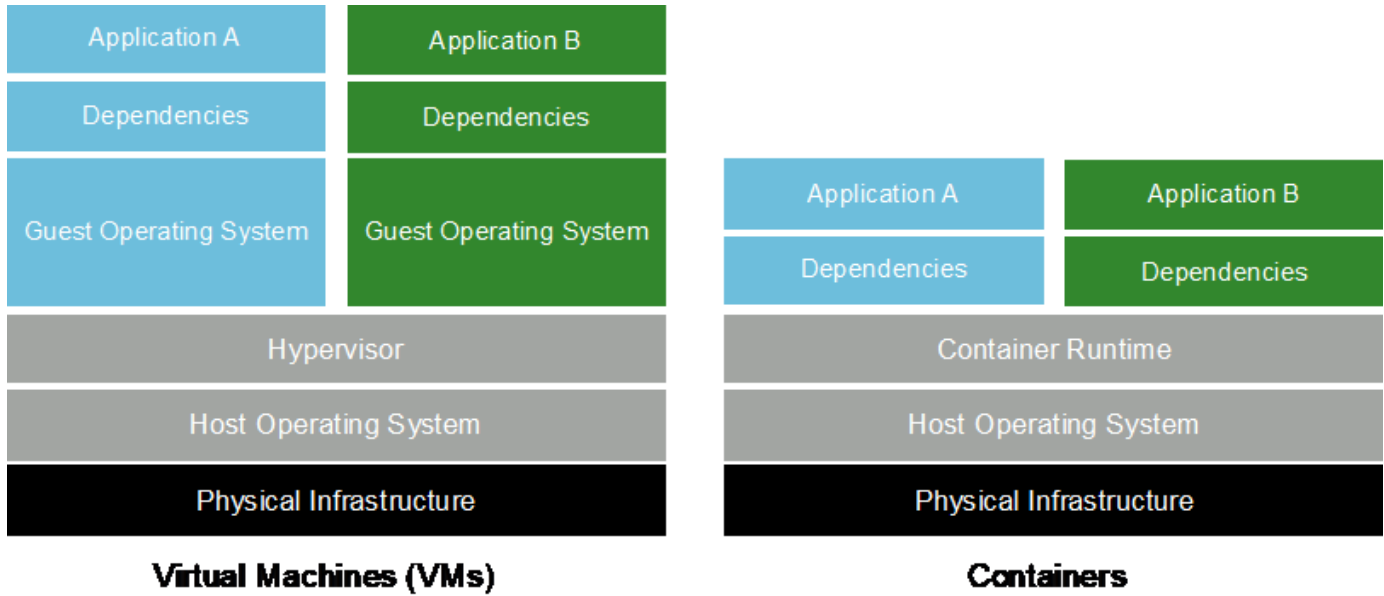 Application A
Application B
Dependencies
Dependencies
Guest Operating System
Guest Operating System
Hypervisor
Host Operating System
Physical Infrastructure
Virtual Machines (VMs)
Application A
Application B
Dependencies
Dependencies
Container Runtime
Host Operating System
Physical Infrastructure
Containers